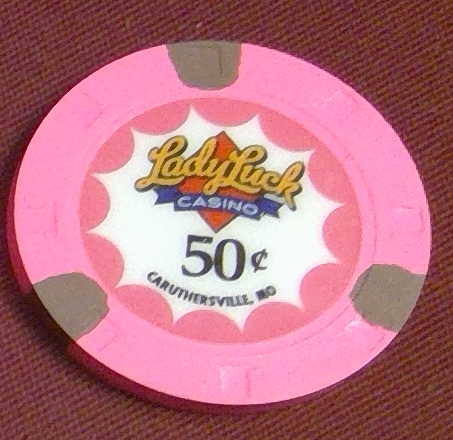 Lady Luck
CASINO
50¢
CARUTHERSVILLE, MO